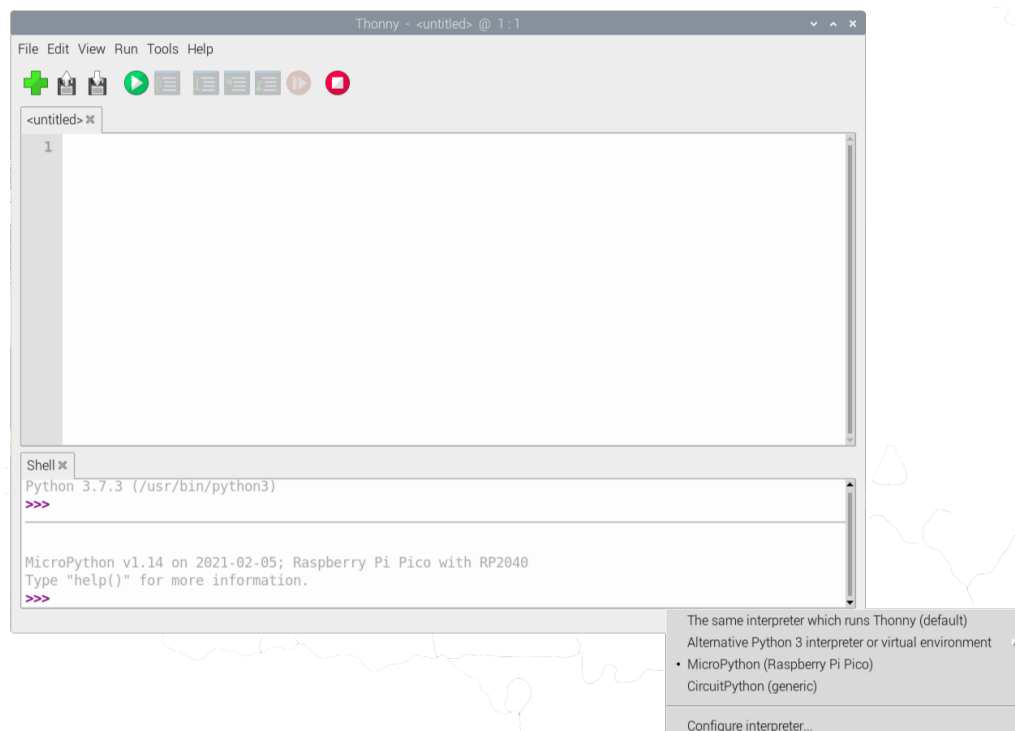 Thonny - <untitled> @ 1:1
File Edit View Run Tools Help
<untitled>
1
Shell
Python 3.7.3 (/usr/bin/python3)
>>>
MicroPython v1.14 on 2021-02-05; Raspberry Pi Pico with RP2040
Type "help()" for more information.
>>>
The same interpreter which runs Thonny (default)
Alternative Python 3 interpreter or virtual environment
• MicroPython (Raspberry Pi Pico)
CircuitPython (generic)
Configure interpreter...